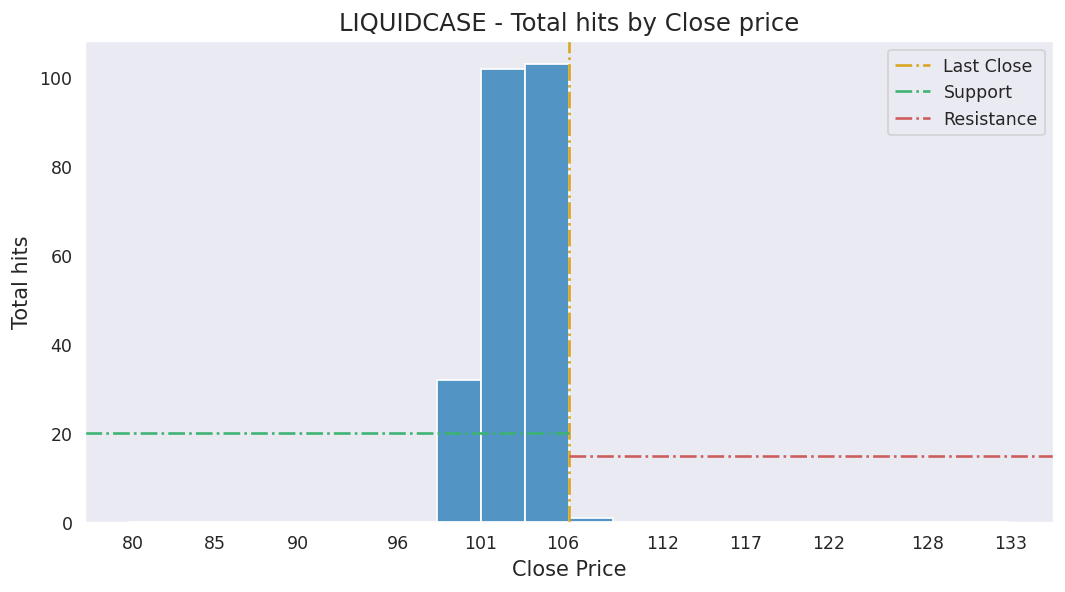 LIQUIDCASE - Total hits by Close price
Last Close
Support
Resistance
Total hits
100
80
60
40
20
0
80 85 90 96 101 106 112 117 122 128 133
Close Price